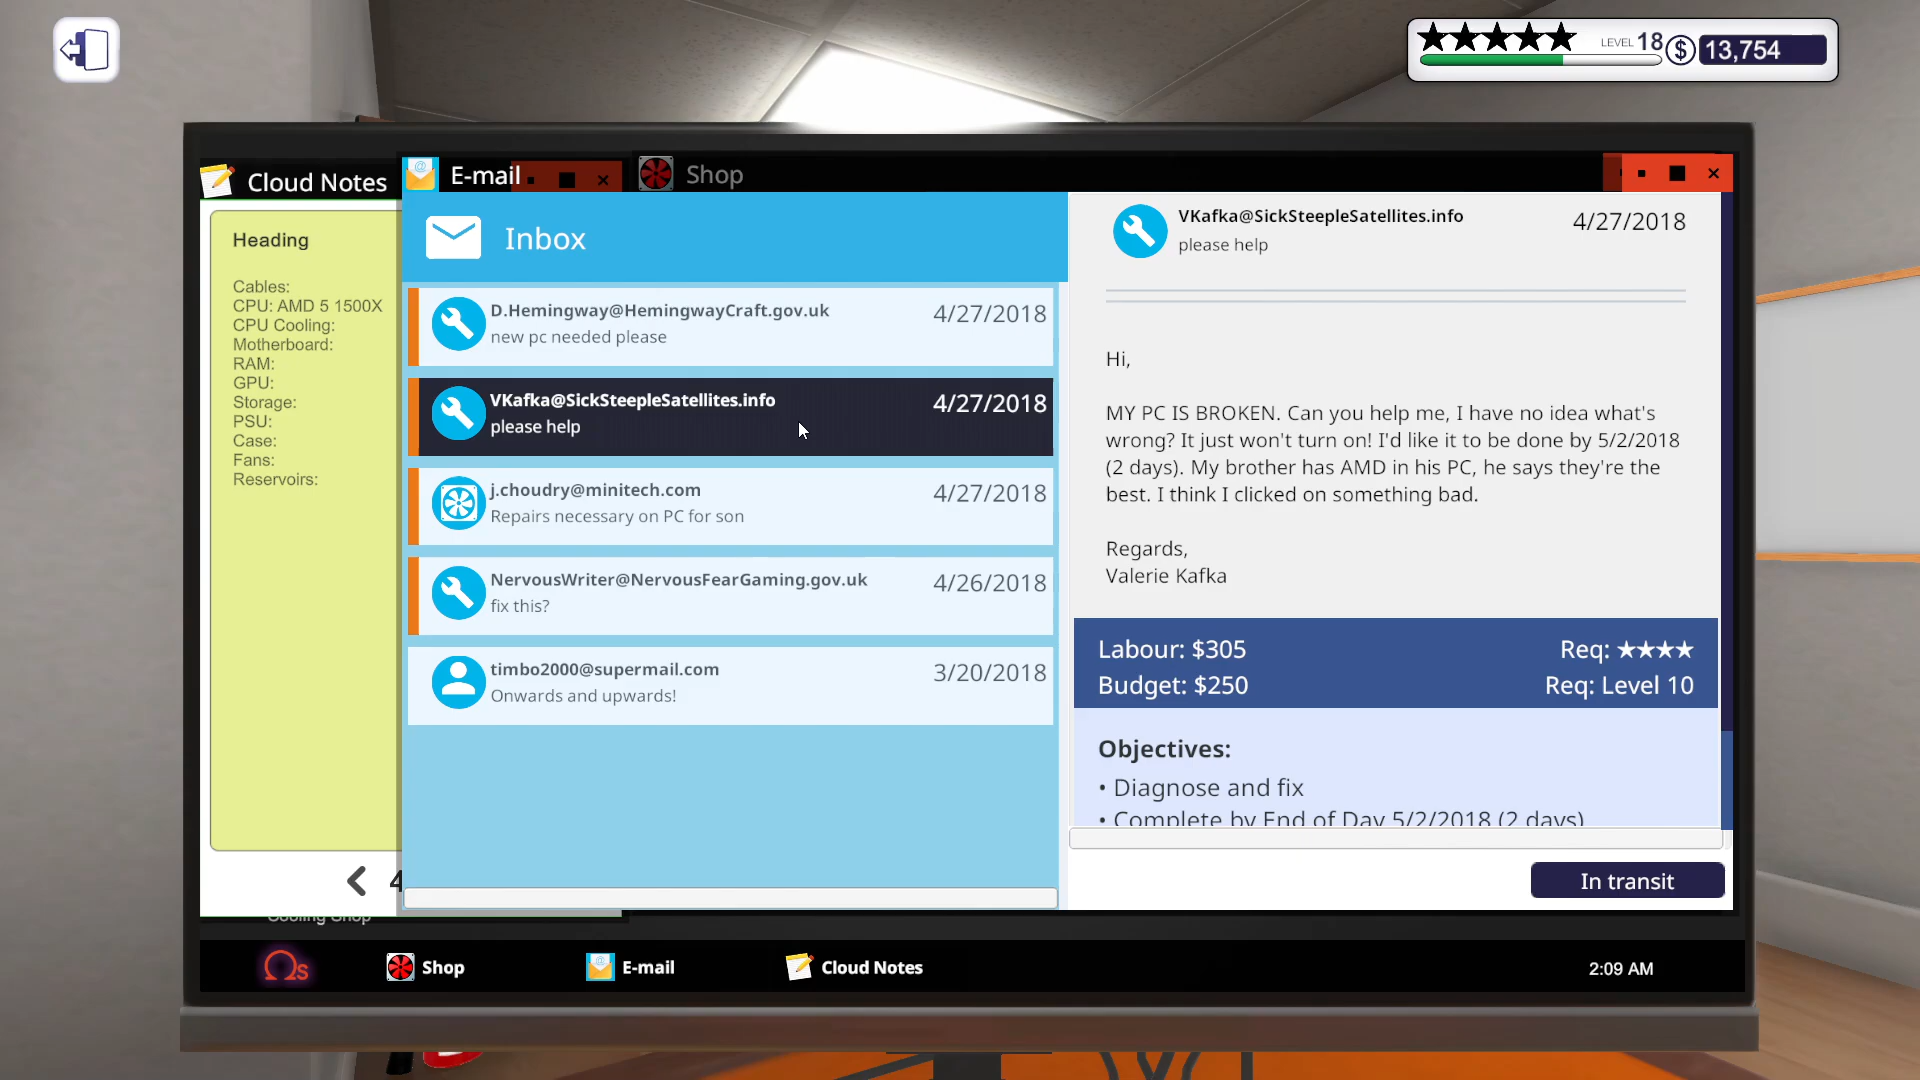 ★★★★★ LEVEL 18 $ 13,754
Cloud Notes
E-mail
Shop
Heading
Cables:
CPU: AMD 5 1500X
CPU Cooling:
Motherboard:
RAM:
GPU:
Storage:
PSU:
Case:
Fans:
Reservoirs:
4
Cooling Shop
Inbox
D.Hemingway@HemingwayCraft.gov.uk 4/27/2018
new pc needed please
VKafka@SickSteepleSatellites.info 4/27/2018
please help
j.choudry@minitech.com 4/27/2018
Repairs necessary on PC for son
NervousWriter@NervousFearGaming.gov.uk 4/26/2018
fix this?
timbo2000@supermail.com 3/20/2018
Onwards and upwards!
VKafka@SickSteepleSatellites.info 4/27/2018
please help
Hi,
MY PC IS BROKEN. Can you help me, I have no idea what's
wrong? It just won't turn on! I'd like it to be done by 5/2/2018
(2 days). My brother has AMD in his PC, he says they're the
best. I think I clicked on something bad.
Regards,
Valerie Kafka
Labour: $305 Req: ★★★★
Budget: $250 Req: Level 10
Objectives:
• Diagnose and fix
• Complete by End of Day 5/2/2018 (2 days)
In transit
Ωs
Shop
E-mail
Cloud Notes
2:09 AM